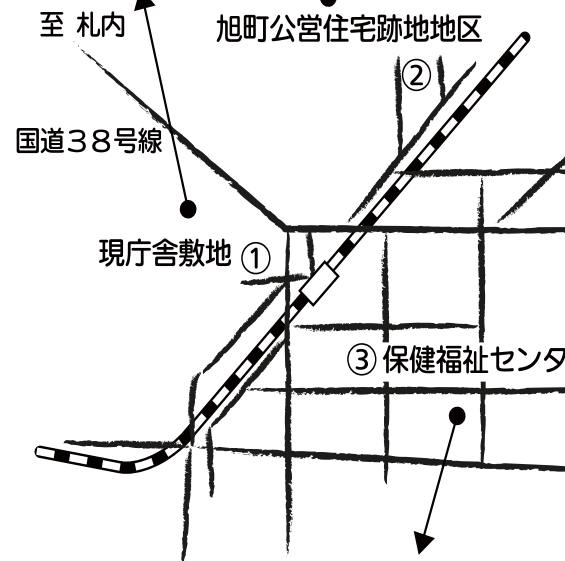 至 札内
旭町公営住宅跡地地区
②
国道38号線
現庁舎敷地 ①
③ 保健福祉センタ